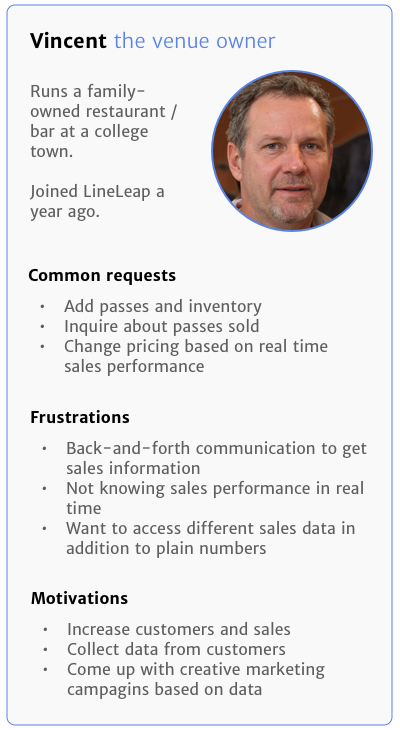 Vincent the venue owner
Runs a family-
owned restaurant /
bar at a college
town.
Joined LineLeap a
year ago.
Common requests
• Add passes and inventory
• Inquire about passes sold
• Change pricing based on real time
sales performance
Frustrations
• Back-and-forth communication to get
sales information
• Not knowing sales performance in real
time
• Want to access different sales data in
addition to plain numbers
Motivations
• Increase customers and sales
• Collect data from customers
• Come up with creative marketing
campagins based on data